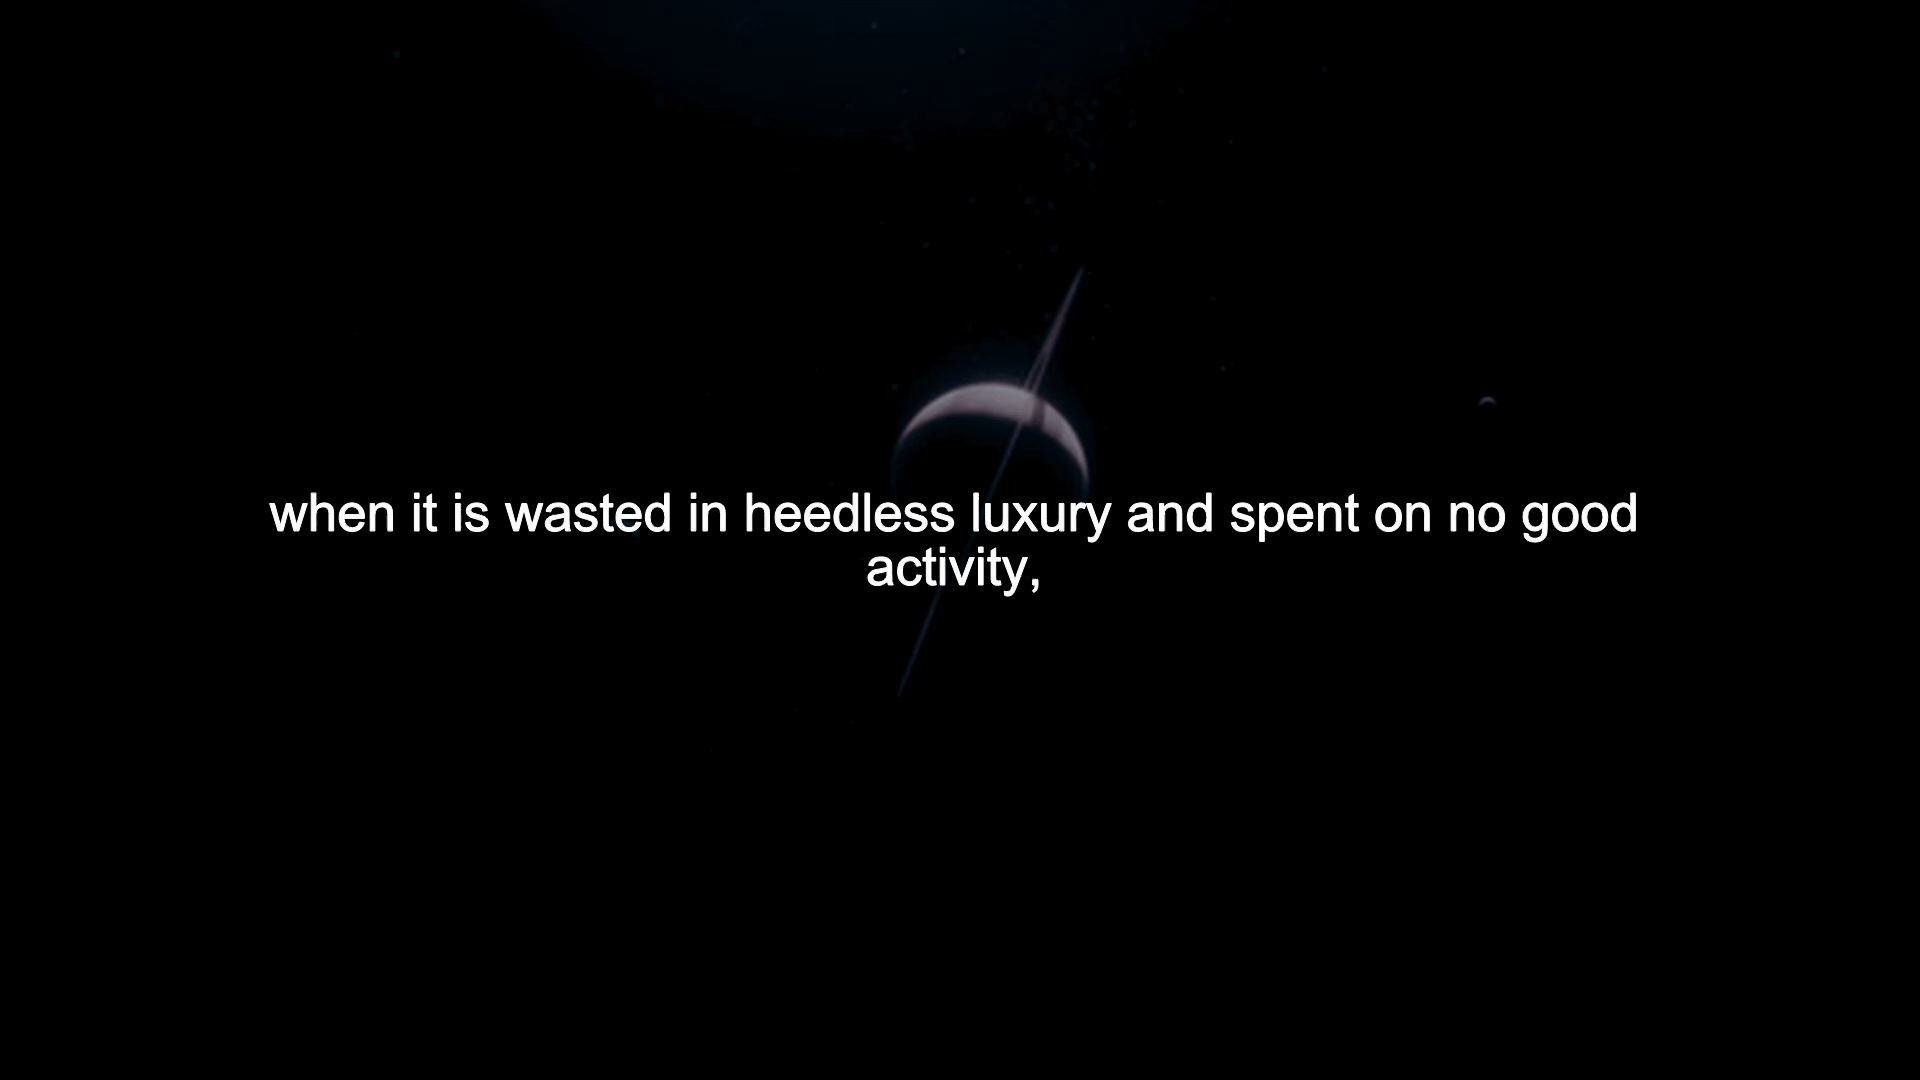 when it is wasted in heedless luxury and spent on no good
activity,